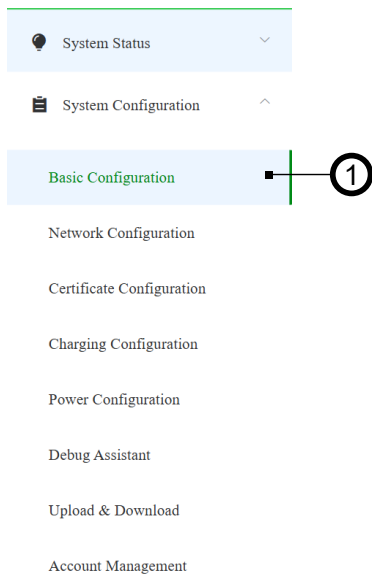 System Status
System Configuration
Basic Configuration
1
Network Configuration
Certificate Configuration
Charging Configuration
Power Configuration
Debug Assistant
Upload & Download
Account Management